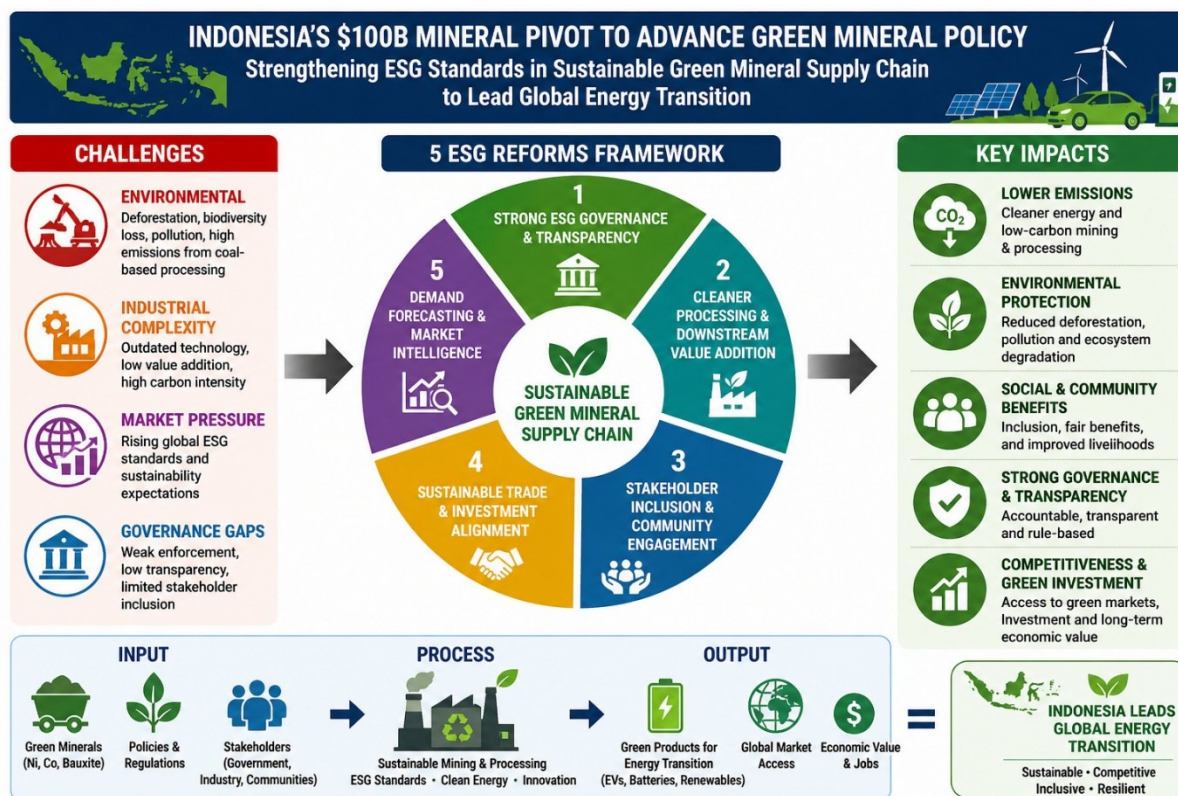 INDONESIA'S $100B MINERAL PIVOT TO ADVANCE GREEN MINERAL POLICY
Strengthening ESG Standards in Sustainable Green Mineral Supply Chain
to Lead Global Energy Transition
CHALLENGES
ENVIRONMENTAL
Deforestation, biodiversity
loss, pollution, high
emissions from coal-
based processing
INDUSTRIAL
COMPLEXITY
Outdated technology,
low value addition,
high carbon intensity
MARKET PRESSURE
Rising global ESG
standards and
sustainability
expectations
GOVERNANCE GAPS
Weak enforcement,
low transparency,
limited stakeholder
inclusion
5 ESG REFORMS FRAMEWORK
1
STRONG ESG GOVERNANCE
& TRANSPARENCY
2
CLEANER
PROCESSING &
DOWNSTREAM
VALUE ADDITION
3
STAKEHOLDER
INCLUSION &
COMMUNITY
ENGAGEMENT
4
SUSTAINABLE TRADE
& INVESTMENT
ALIGNMENT
5
DEMAND
FORECASTING &
MARKET
INTELLIGENCE
SUSTAINABLE
GREEN MINERAL
SUPPLY CHAIN
KEY IMPACTS
CO₂
LOWER EMISSIONS
Cleaner energy and
low-carbon mining
& processing
ENVIRONMENTAL
PROTECTION
Reduced deforestation,
pollution and ecosystem
degradation
SOCIAL & COMMUNITY
BENEFITS
Inclusion, fair benefits,
and improved livelihoods
STRONG GOVERNANCE
& TRANSPARENCY
Accountable, transparent
and rule-based
COMPETITIVENESS &
GREEN INVESTMENT
Access to green markets,
Investment and long-term
economic value
INPUT
Green Minerals
(Ni, Co, Bauxite)
Policies &
Regulations
Stakeholders
(Government,
Industry, Communities)
PROCESS
Sustainable Mining & Processing
ESG Standards • Clean Energy • Innovation
OUTPUT
Green Products for
Energy Transition
(EVs, Batteries, Renewables)
Global Market
Access
$
Economic Value
& Jobs
=
INDONESIA LEADS
GLOBAL ENERGY
TRANSITION
Sustainable • Competitive
Inclusive • Resilient